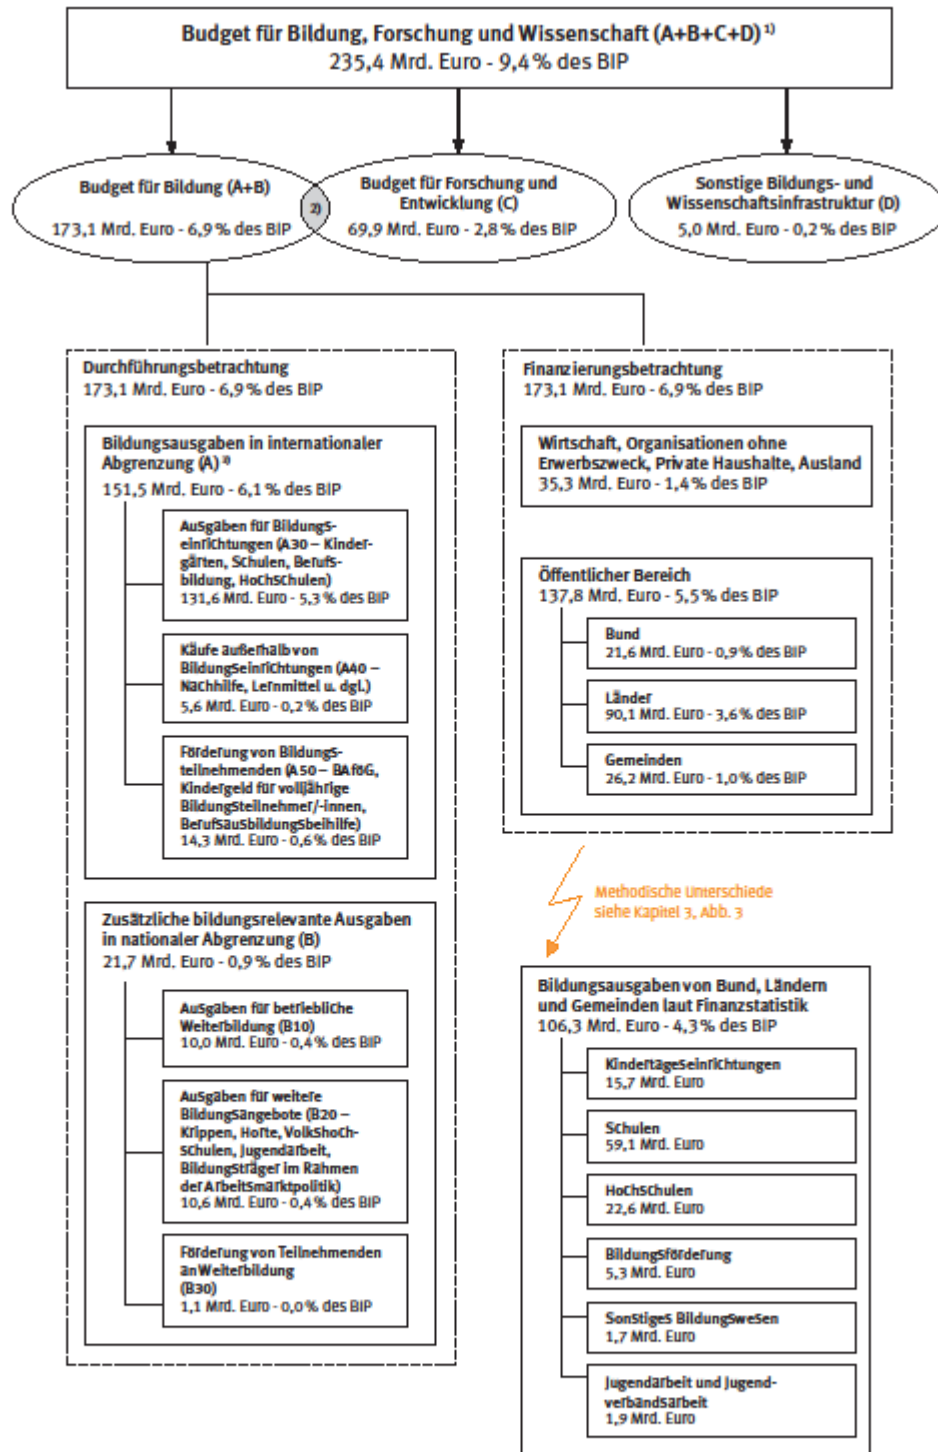 Budget für Bildung, Forschung und Wissenschaft (A+B+C+D) 1)
235,4 Mrd. Euro - 9,4% des BIP
Budget für Bildung (A+B)
173,1 Mrd. Euro - 6,9% des BIP
2)
Budget für Forschung und
Entwicklung (C)
69,9 Mrd. Euro - 2,8% des BIP
Sonstige Bildungs- und
Wissenschaftsinfrastruktur (D)
5,0 Mrd. Euro - 0,2% des BIP
Durchführungsbetrachtung
173,1 Mrd. Euro - 6,9% des BIP
Bildungsausgaben in internationaler
Abgrenzung (A) 3)
151,5 Mrd. Euro - 6,1% des BIP
Ausgaben für Bildungs-
einrichtungen (A30 – Kinder-
gärten, Schulen, Berufs-
bildung, Hochschulen)
131,6 Mrd. Euro - 5,3% des BIP
Käufe außerhalb von
Bildungseinrichtungen (A40 –
Nachhilfe, Lernmittel u. dgl.)
5,6 Mrd. Euro - 0,2% des BIP
Förderung von Bildungs-
teilnehmenden (A50 – BAföG,
Kindergeld für volljährige
Bildungsteilnehmer/-innen,
Berufsausbildungsbeihilfe)
14,3 Mrd. Euro - 0,6% des BIP
Zusätzliche bildungsrelevante Ausgaben
in nationaler Abgrenzung (B)
21,7 Mrd. Euro - 0,9% des BIP
Ausgaben für betriebliche
Weiterbildung (B10)
10,0 Mrd. Euro - 0,4% des BIP
Ausgaben für weitere
Bildungsangebote (B20 –
Krippen, Horte, Volkshoch-
schulen, Jugendarbeit,
Bildungsträger im Rahmen
der Arbeitsmarktpolitik)
10,6 Mrd. Euro - 0,4% des BIP
Förderung von Teilnehmenden
an Weiterbildung
(B30)
1,1 Mrd. Euro - 0,0% des BIP
Finanzierungsbetrachtung
173,1 Mrd. Euro - 6,9% des BIP
Wirtschaft, Organisationen ohne
Erwerbszweck, Private Haushalte, Ausland
35,3 Mrd. Euro - 1,4% des BIP
Öffentlicher Bereich
137,8 Mrd. Euro - 5,5% des BIP
Bund
21,6 Mrd. Euro - 0,9% des BIP
Länder
90,1 Mrd. Euro - 3,6% des BIP
Gemeinden
26,2 Mrd. Euro - 1,0% des BIP
Methodische Unterschiede
siehe Kapitel 3, Abb. 3
Bildungsausgaben von Bund, Ländern
und Gemeinden laut Finanzstatistik
106,3 Mrd. Euro - 4,3% des BIP
Kindertageseinrichtungen
15,7 Mrd. Euro
Schulen
59,1 Mrd. Euro
Hochschulen
22,6 Mrd. Euro
Bildungsförderung
5,3 Mrd. Euro
Sonstiges Bildungswesen
1,7 Mrd. Euro
Jugendarbeit und Jugend-
verbandsarbeit
1,9 Mrd. Euro